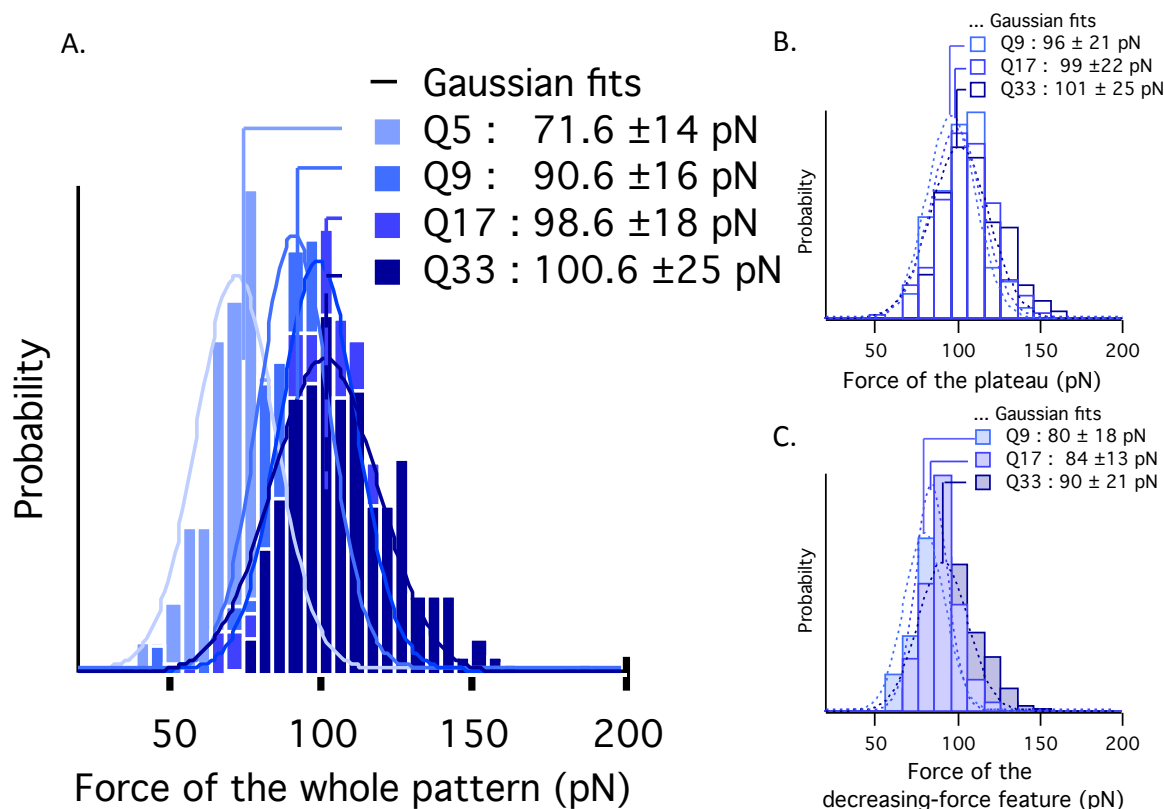 A.
Gaussian fits
Q5 : 71.6 ±14 pN
Q9 : 90.6 ±16 pN
Q17 : 98.6 ±18 pN
Q33 : 100.6 ±25 pN
Probability
50 100 150 200
Force of the whole pattern (pN)
B.
... Gaussian fits
Q9 : 96 ± 21 pN
Q17 : 99 ±22 pN
Q33 : 101 ± 25 pN
Probabilty
50 100 150 200
Force of the plateau (pN)
C.
... Gaussian fits
Q9 : 80 ± 18 pN
Q17 : 84 ±13 pN
Q33 : 90 ± 21 pN
Probabilty
50 100 150 200
Force of the
decreasing-force feature (pN)